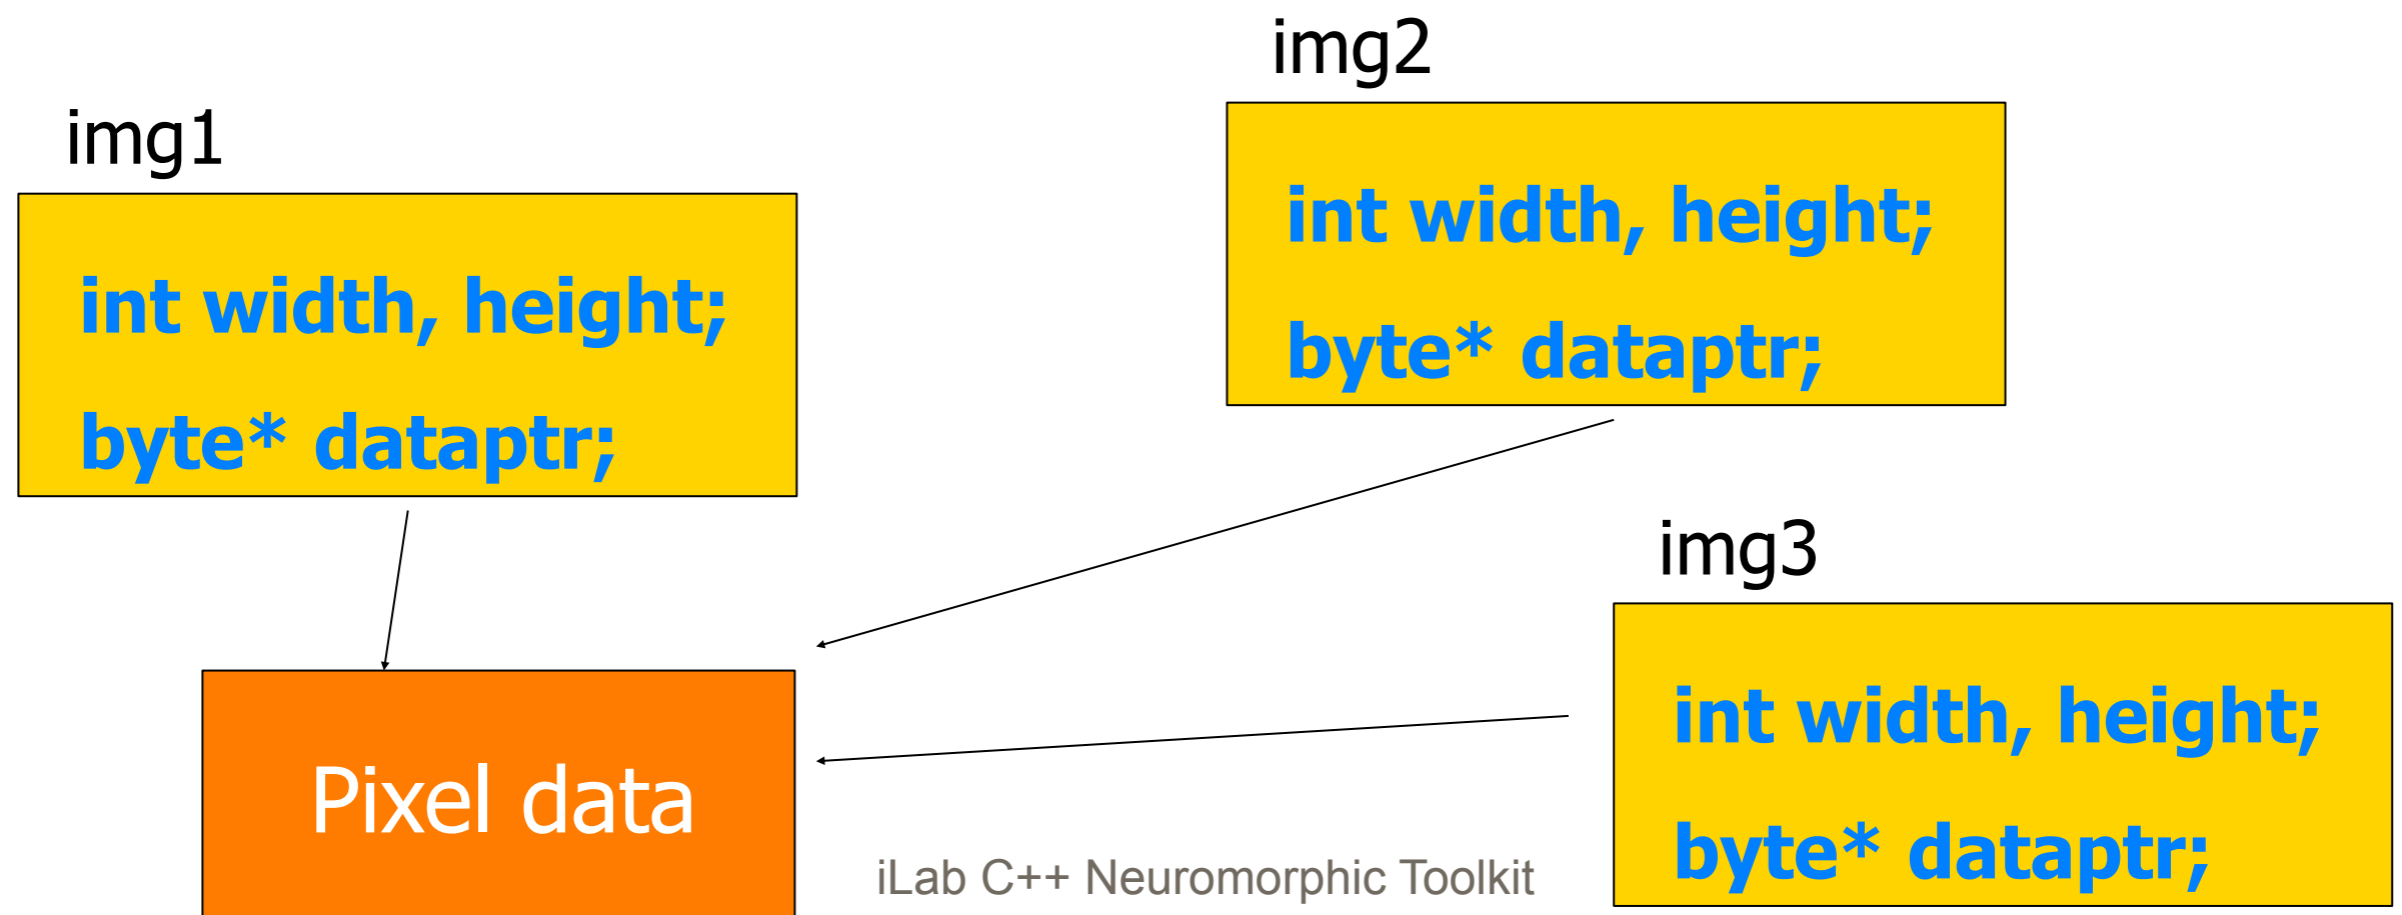 img1
int width, height;
byte* dataptr;
img2
int width, height;
byte* dataptr;
img3
int width, height;
byte* dataptr;
Pixel data
iLab C++ Neuromorphic Toolkit